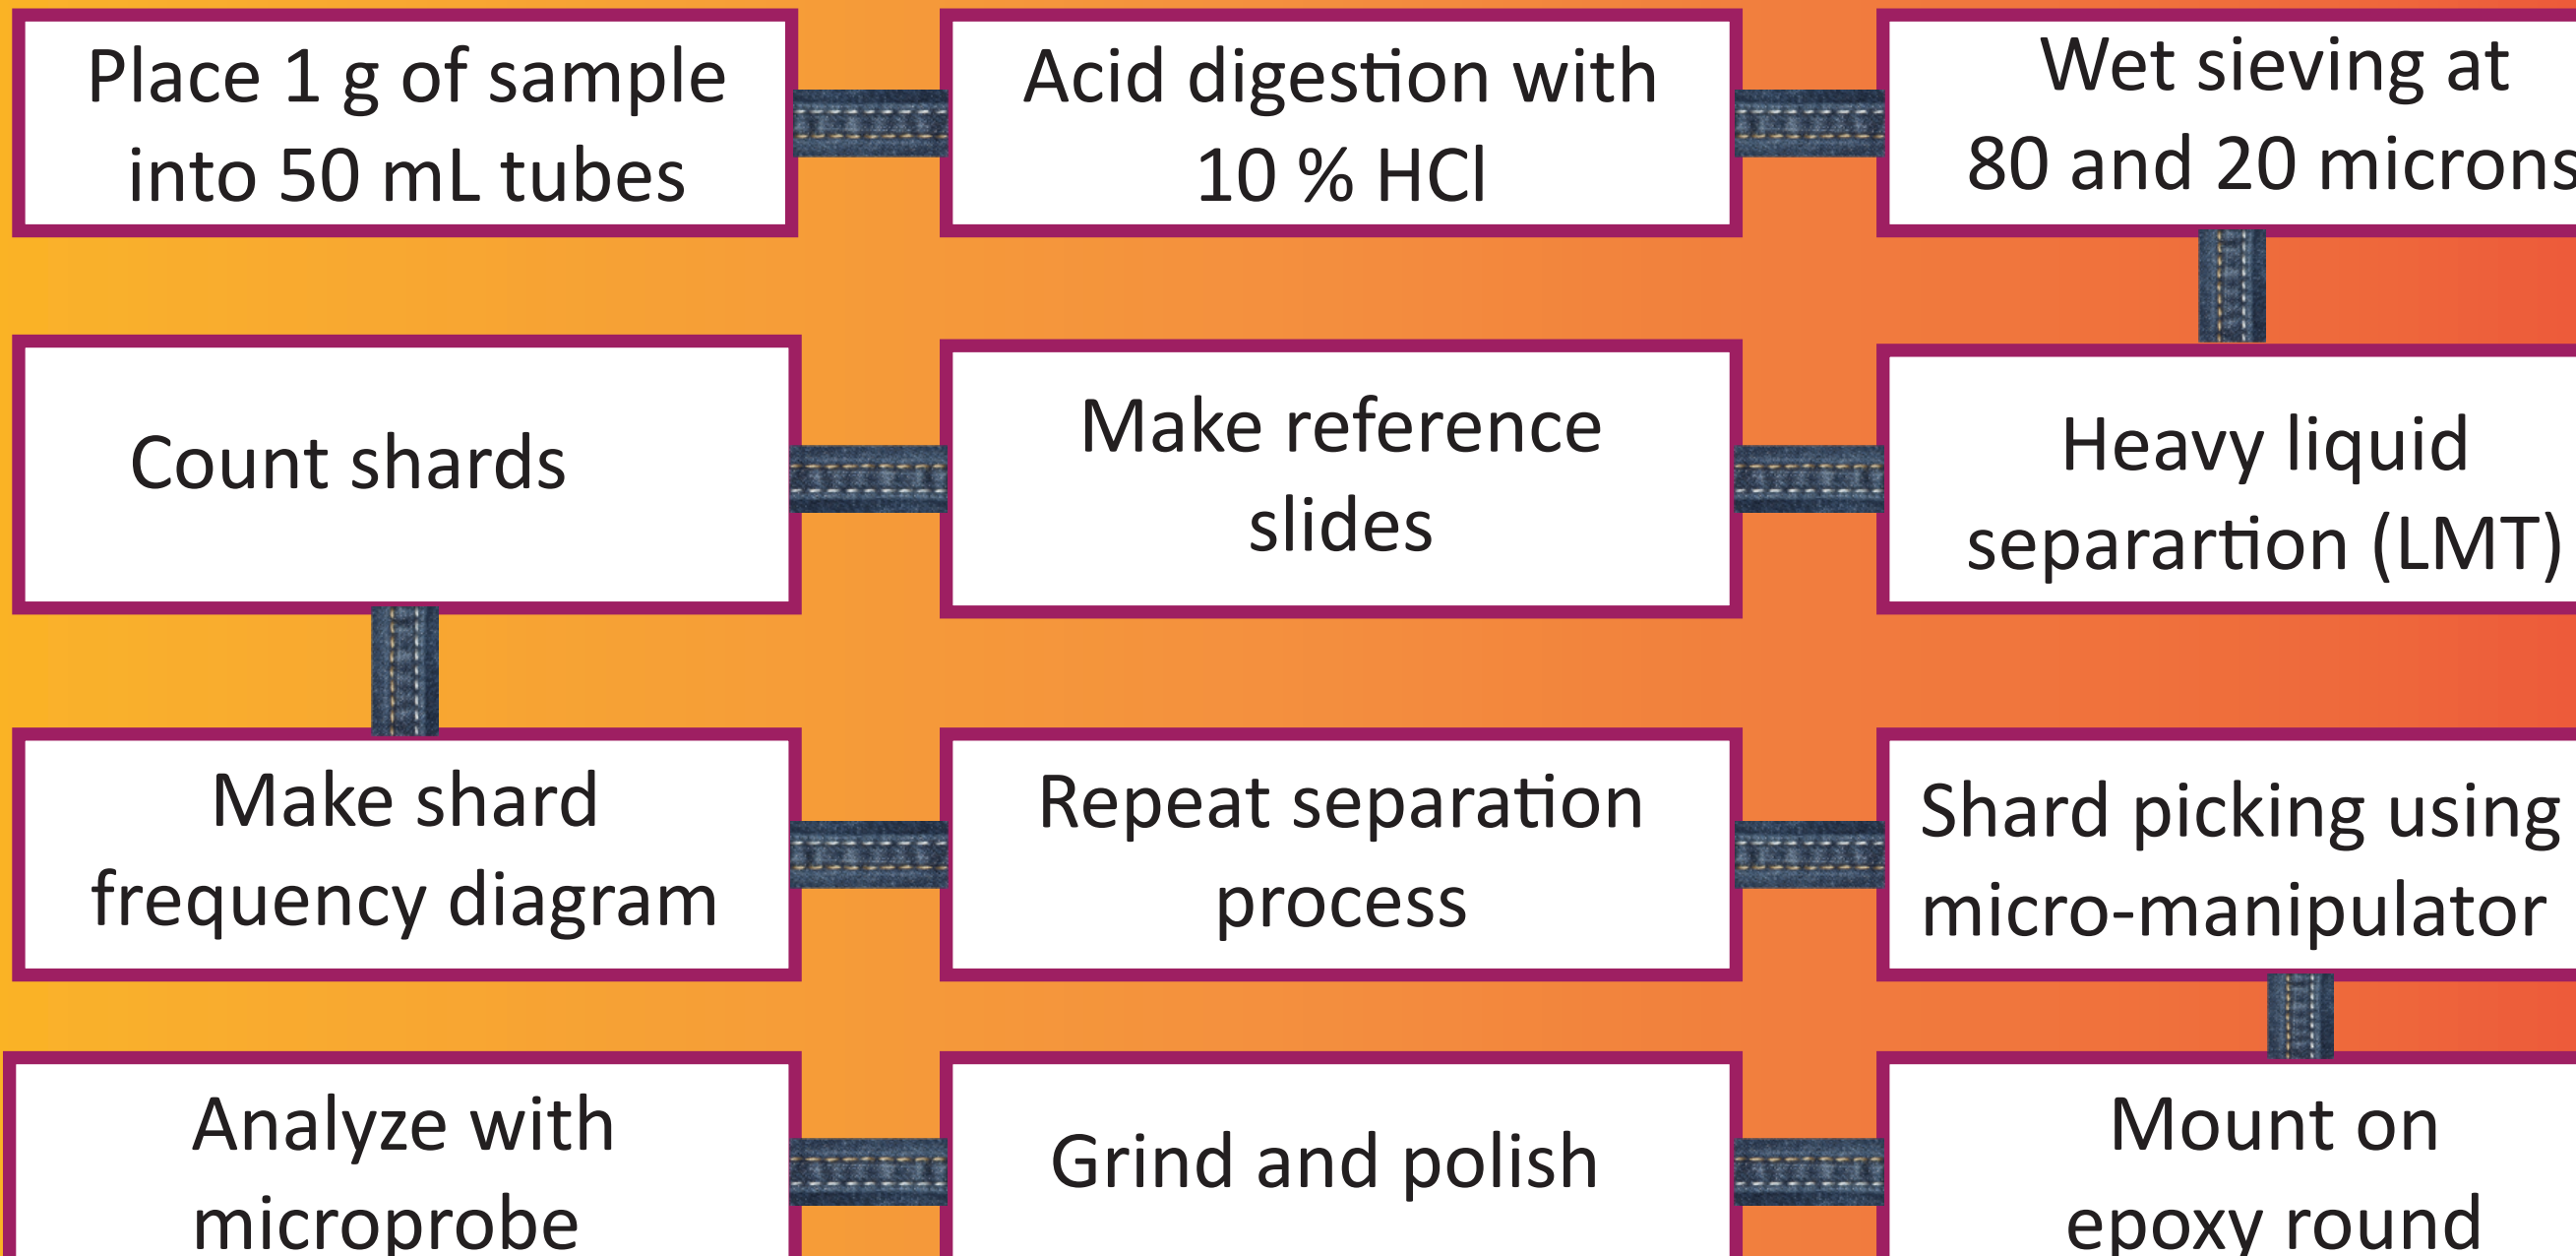 Place 1 g of sample
into 50 mL tubes
Acid digestion with
10 % HCl
Wet sieving at
80 and 20 microns
Count shards
Make reference
slides
Heavy liquid
separartion (LMT)
Make shard
frequency diagram
Repeat separation
process
Shard picking using
micro-manipulator
Analyze with
microprobe
Grind and polish
Mount on
epoxy round